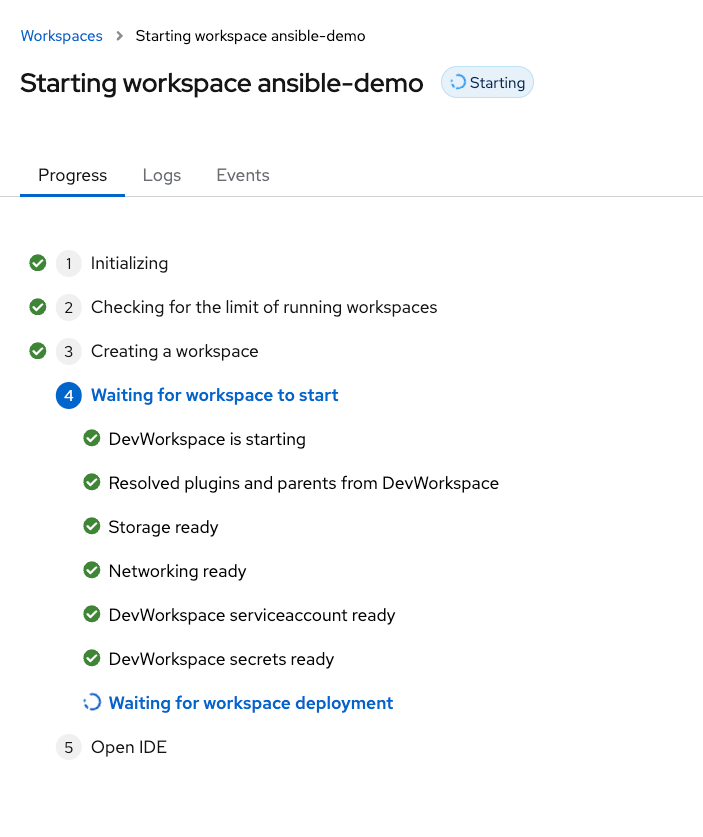 Workspaces > Starting workspace ansible-demo
Starting workspace ansible-demo Starting
Progress Logs Events
1 Initializing
2 Checking for the limit of running workspaces
3 Creating a workspace
4 Waiting for workspace to start
DevWorkspace is starting
Resolved plugins and parents from DevWorkspace
Storage ready
Networking ready
DevWorkspace serviceaccount ready
DevWorkspace secrets ready
Waiting for workspace deployment
5 Open IDE